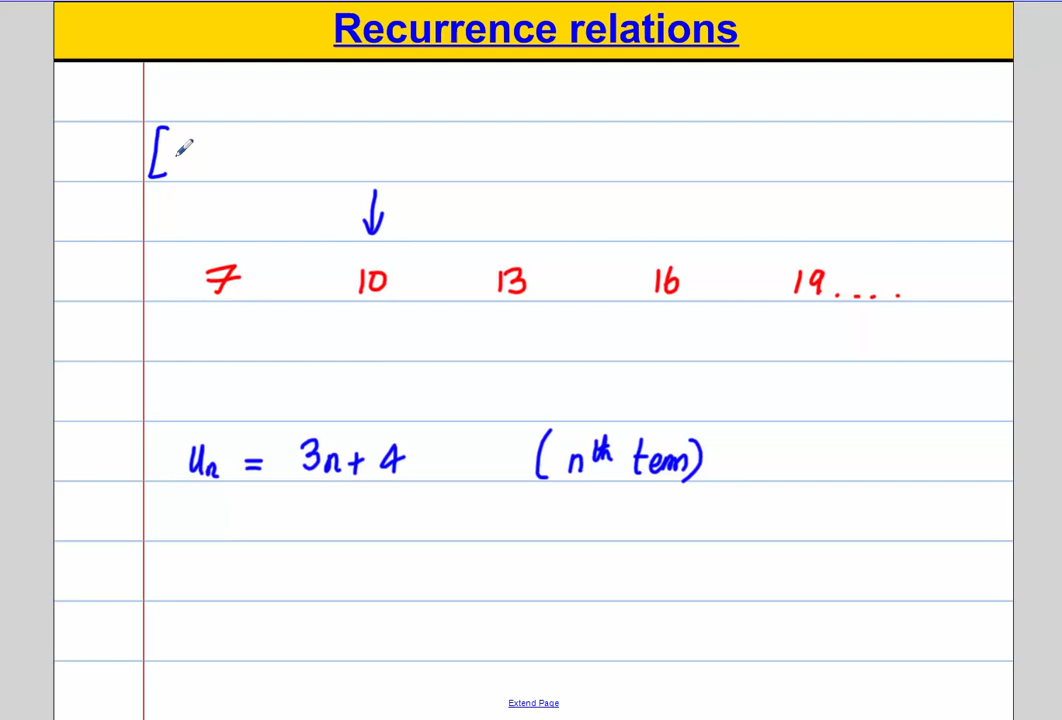 Recurrence relations
[
↓
7 10 13 16 19....
uₙ = 3n + 4 (nᵗʰ term)
Extend Page